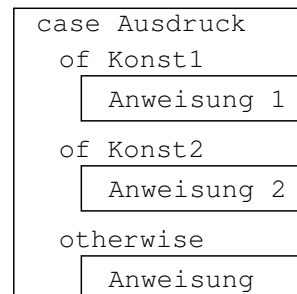 case Ausdruck
of Konst1
Anweisung 1
of Konst2
Anweisung 2
otherwise
Anweisung